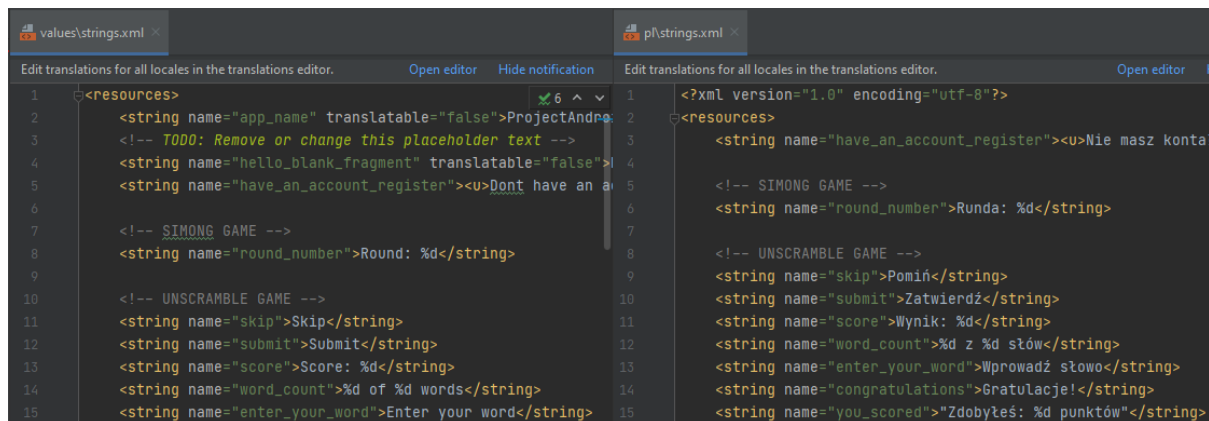 values\strings.xml
Edit translations for all locales in the translations editor. Open editor Hide notification
6
1 <resources>
2 <string name="app_name" translatable="false">ProjectAndro
3 <!-- TODO: Remove or change this placeholder text -->
4 <string name="hello_blank_fragment" translatable="false">
5 <string name="have_an_account_register"><u>Dont have an a
6
7 <!-- SIMONG GAME -->
8 <string name="round_number">Round: %d</string>
9
10 <!-- UNSCRAMBLE GAME -->
11 <string name="skip">Skip</string>
12 <string name="submit">Submit</string>
13 <string name="score">Score: %d</string>
14 <string name="word_count">%d of %d words</string>
15 <string name="enter_your_word">Enter your word</string>
pl\strings.xml
Edit translations for all locales in the translations editor. Open editor
1 <?xml version="1.0" encoding="utf-8"?>
2 <resources>
3 <string name="have_an_account_register"><u>Nie masz konta
4
5 <!-- SIMONG GAME -->
6 <string name="round_number">Runda: %d</string>
7
8 <!-- UNSCRAMBLE GAME -->
9 <string name="skip">Pomiń</string>
10 <string name="submit">Zatwierdź</string>
11 <string name="score">Wynik: %d</string>
12 <string name="word_count">%d z %d słów</string>
13 <string name="enter_your_word">Wprowadź słowo</string>
14 <string name="congratulations">Gratulacje!</string>
15 <string name="you_scored">"Zdobyłeś: %d punktów"</string>